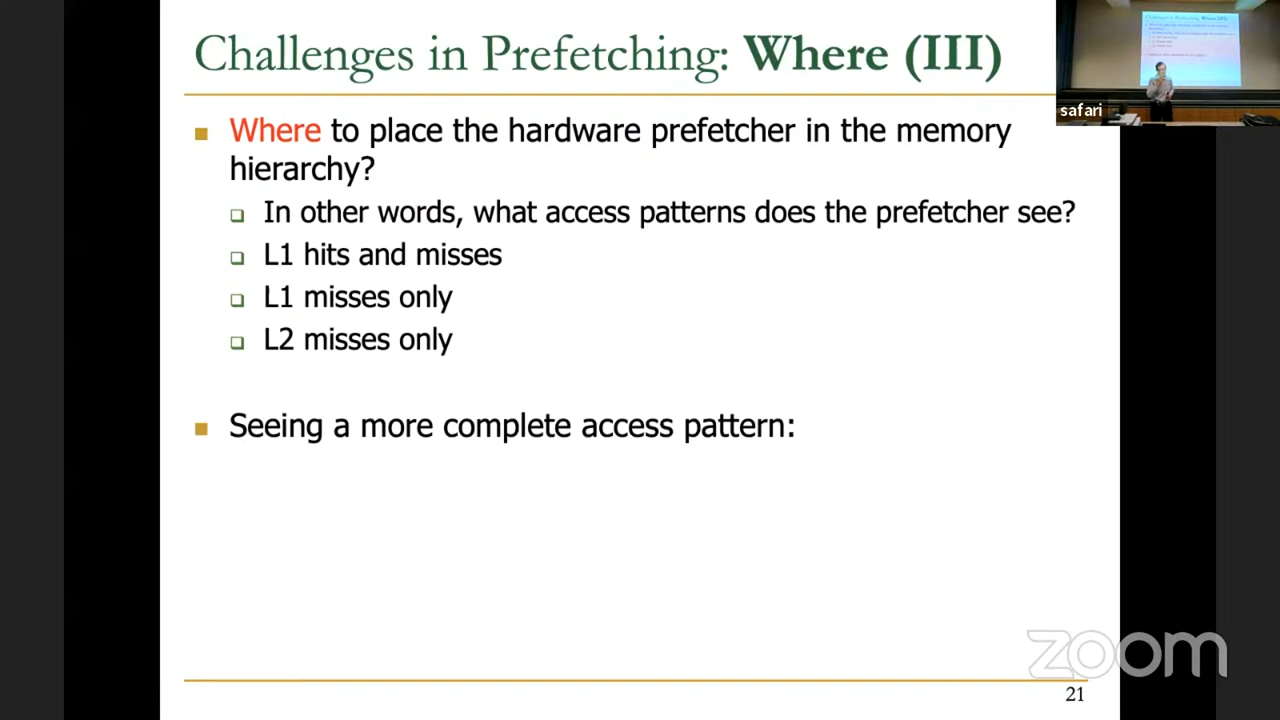 Challenges in Prefetching: Where (III)
safari
Where to place the hardware prefetcher in the memory
hierarchy?
In other words, what access patterns does the prefetcher see?
L1 hits and misses
L1 misses only
L2 misses only
Seeing a more complete access pattern:
zoom
21